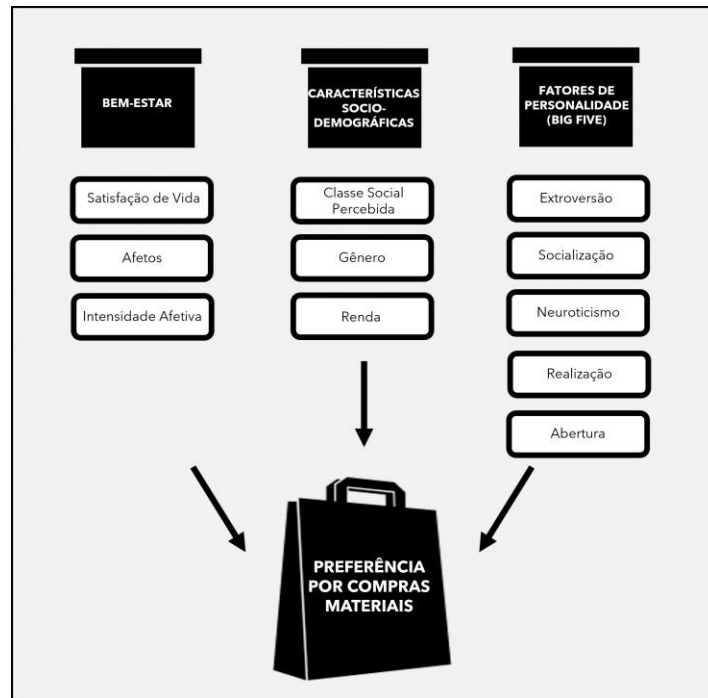 BEM-ESTAR
Satisfação de Vida
Afetos
Intensidade Afetiva
CARACTERÍSTICAS
SOCIO-
DEMOGRÁFICAS
Classe Social
Percebida
Gênero
Renda
FATORES DE
PERSONALIDADE
(BIG FIVE)
Extroversão
Socialização
Neuroticismo
Realização
Abertura
PREFERÊNCIA
POR COMPRAS
MATERIAIS